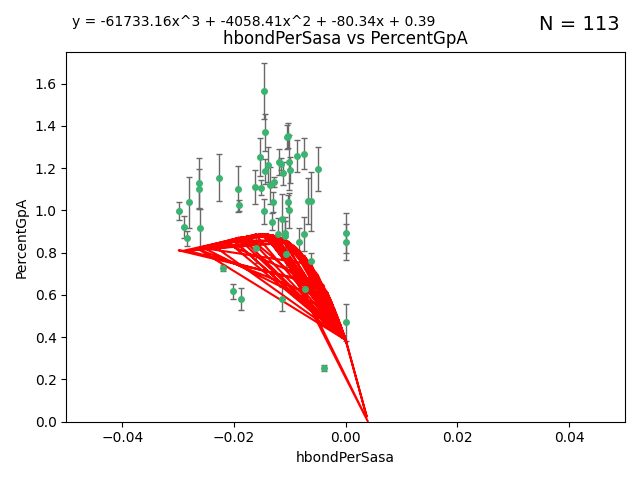 y = -61733.16x^3 + -4058.41x^2 + -80.34x + 0.39
N = 113
hbondPerSasa vs PercentGpA
PercentGpA
1.6
1.4
1.2
1.0
0.8
0.6
0.4
0.2
0.0
−0.04 −0.02 0.00 0.02 0.04
hbondPerSasa